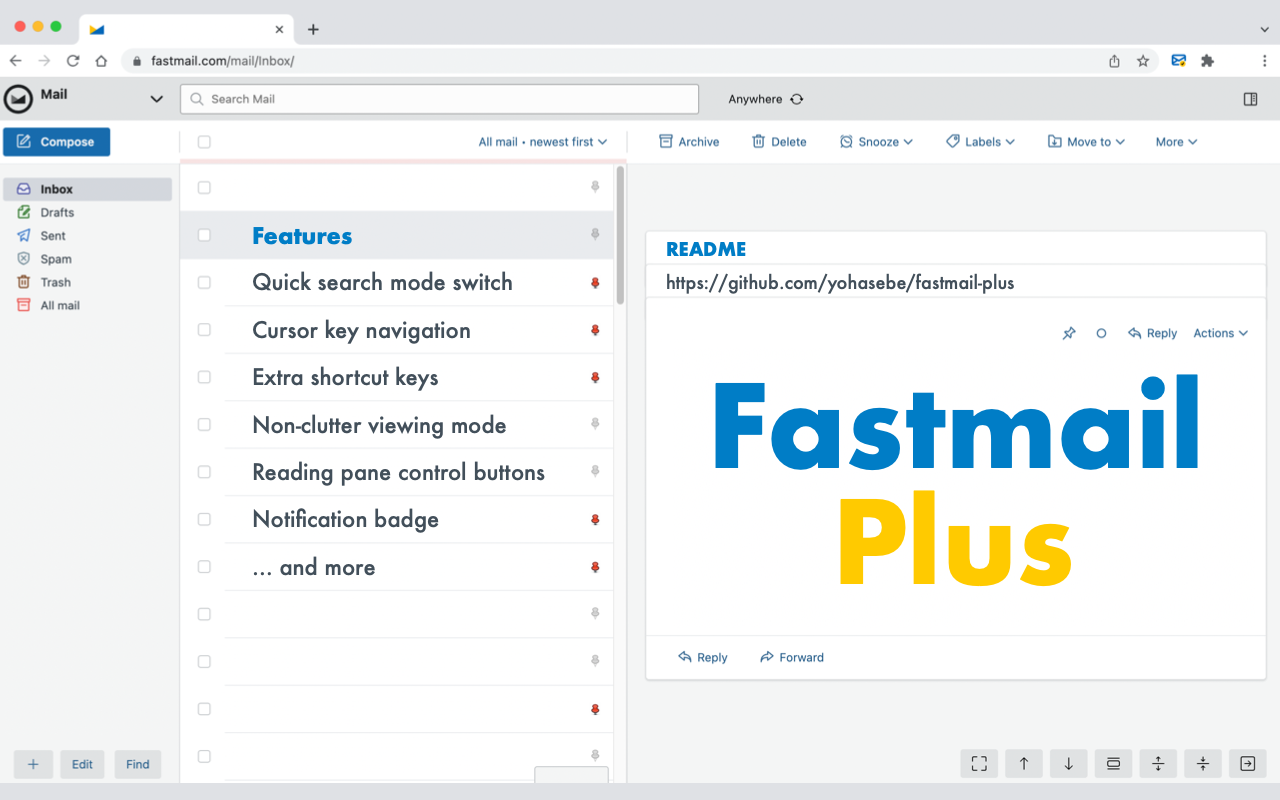 fastmail.com/mail/Inbox/
Mail
Search Mail
Anywhere
Compose
All mail • newest first
Archive
Delete
Snooze
Labels
Move to
More
Inbox
Drafts
Sent
Spam
Trash
All mail
Features
Quick search mode switch
Cursor key navigation
Extra shortcut keys
Non-clutter viewing mode
Reading pane control buttons
Notification badge
... and more
README
https://github.com/yohasebe/fastmail-plus
Reply
Actions
Fastmail
Plus
Reply
Forward
Edit
Find